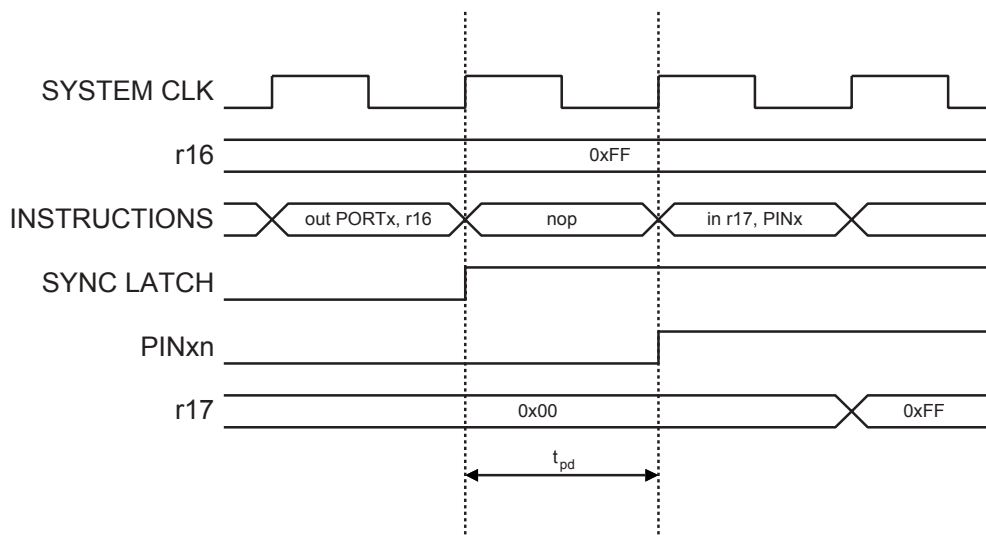 SYSTEM CLK
r16
0xFF
INSTRUCTIONS
out PORTx, r16
nop
in r17, PINx
SYNC LATCH
PINxn
r17
0x00
0xFF
tpd